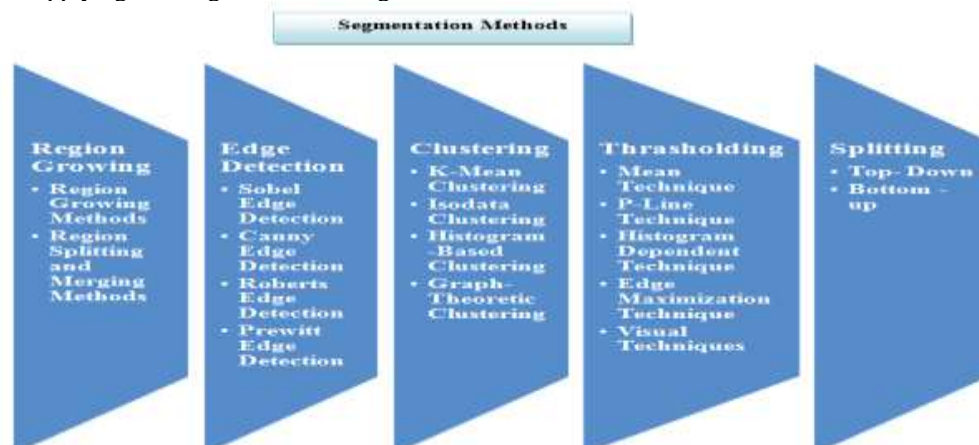 Segmentation Methods
Region
Growing
• Region
Growing
Methods
• Region
Splitting
and
Merging
Methods
Edge
Detection
• Sobel
Edge
Detection
• Canny
Edge
Detection
• Roberts
Edge
Detection
• Prewitt
Edge
Detection
Clustering
• K-Mean
Clustering
• Isodata
Clustering
• Histogram
-Based
Clustering
• Graph-
Theoretic
Clustering
Thrasholding
• Mean
Technique
• P-Line
Technique
• Histogram
Dependent
Technique
• Edge
Maximization
Technique
• Visual
Techniques
Splitting
• Top-Down
• Bottom -
up